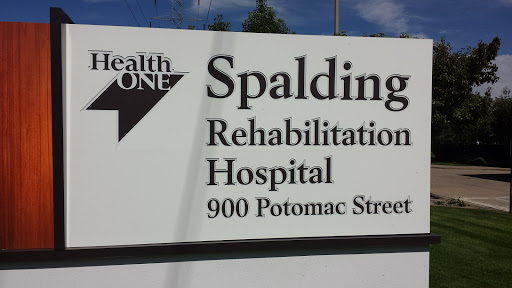 Health
ONE
Spalding
Rehabilitation
Hospital
900 Potomac Street